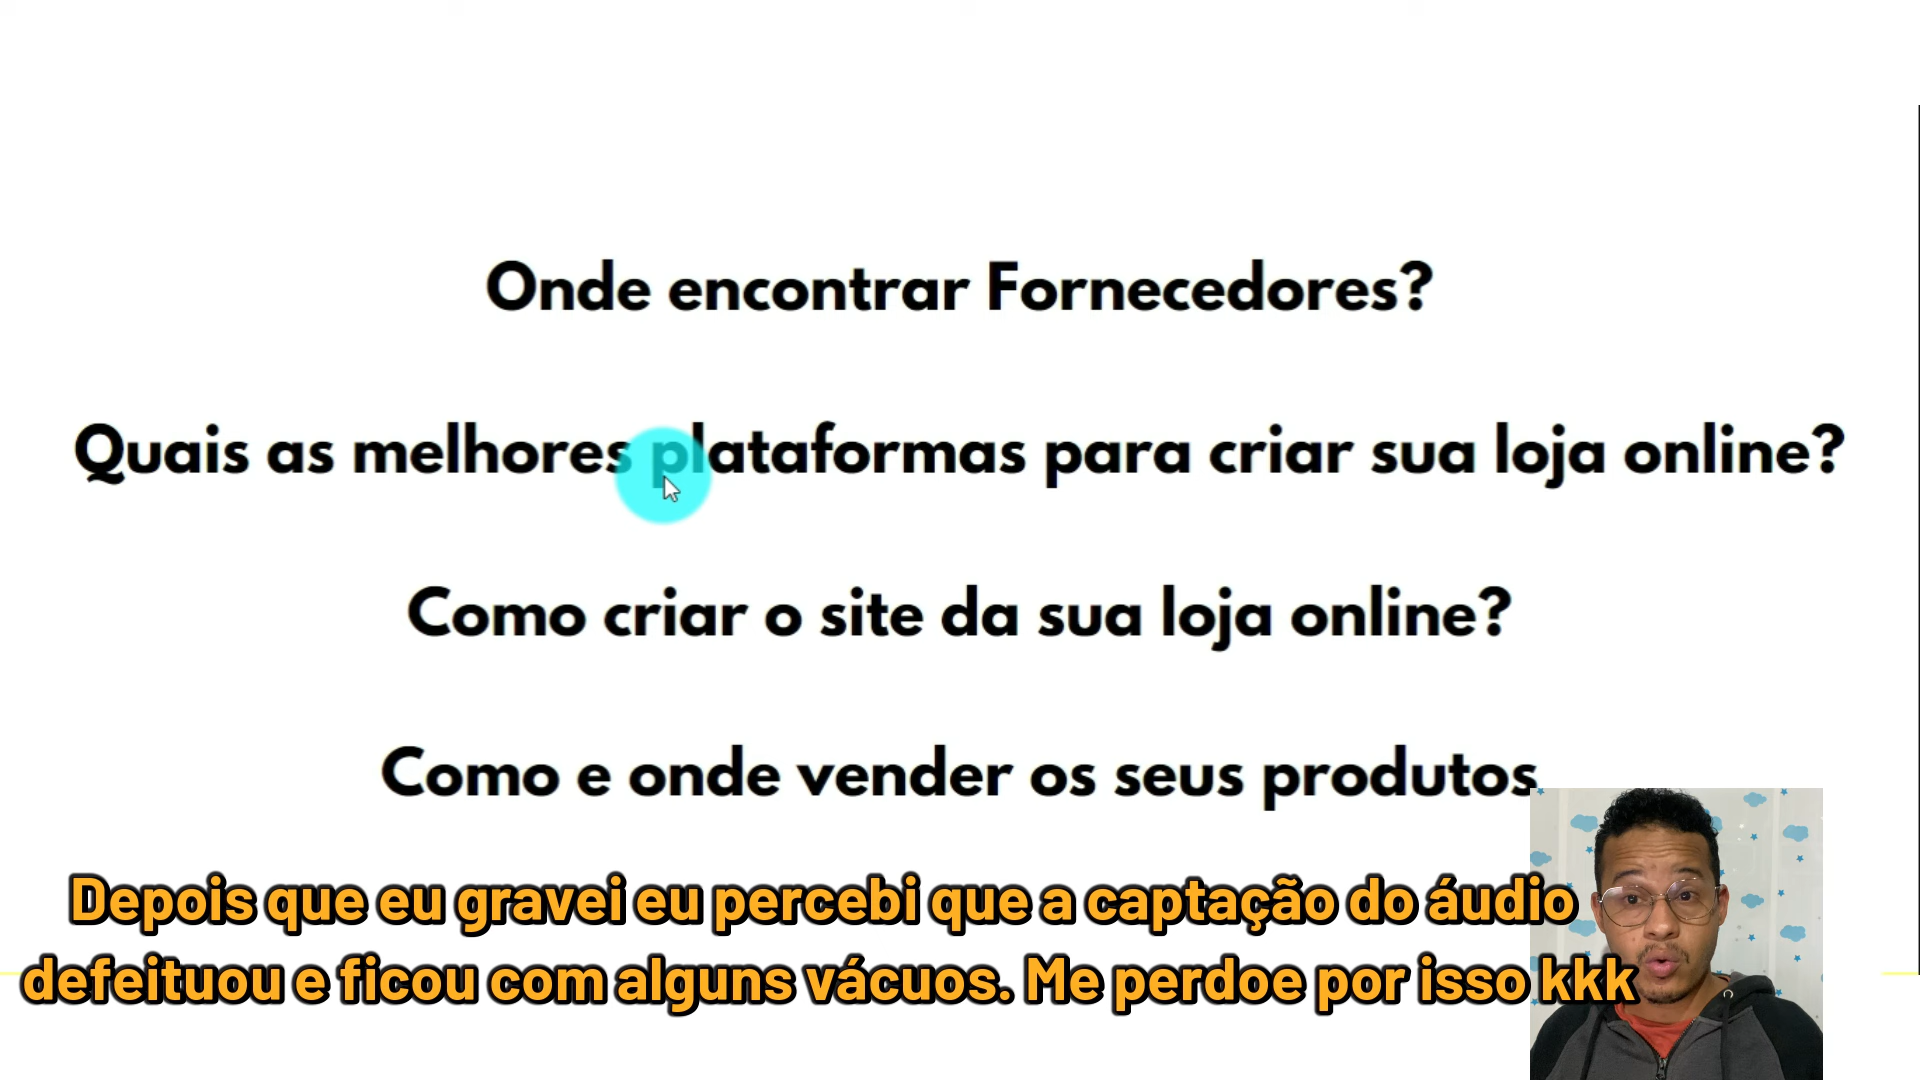 Onde encontrar Fornecedores?
Quais as melhores plataformas para criar sua loja online?
Como criar o site da sua loja online?
Como e onde vender os seus produtos
Depois que eu gravei eu percebi que a captação do áudio
defeituou e ficou com alguns vácuos. Me perdoe por isso kkk